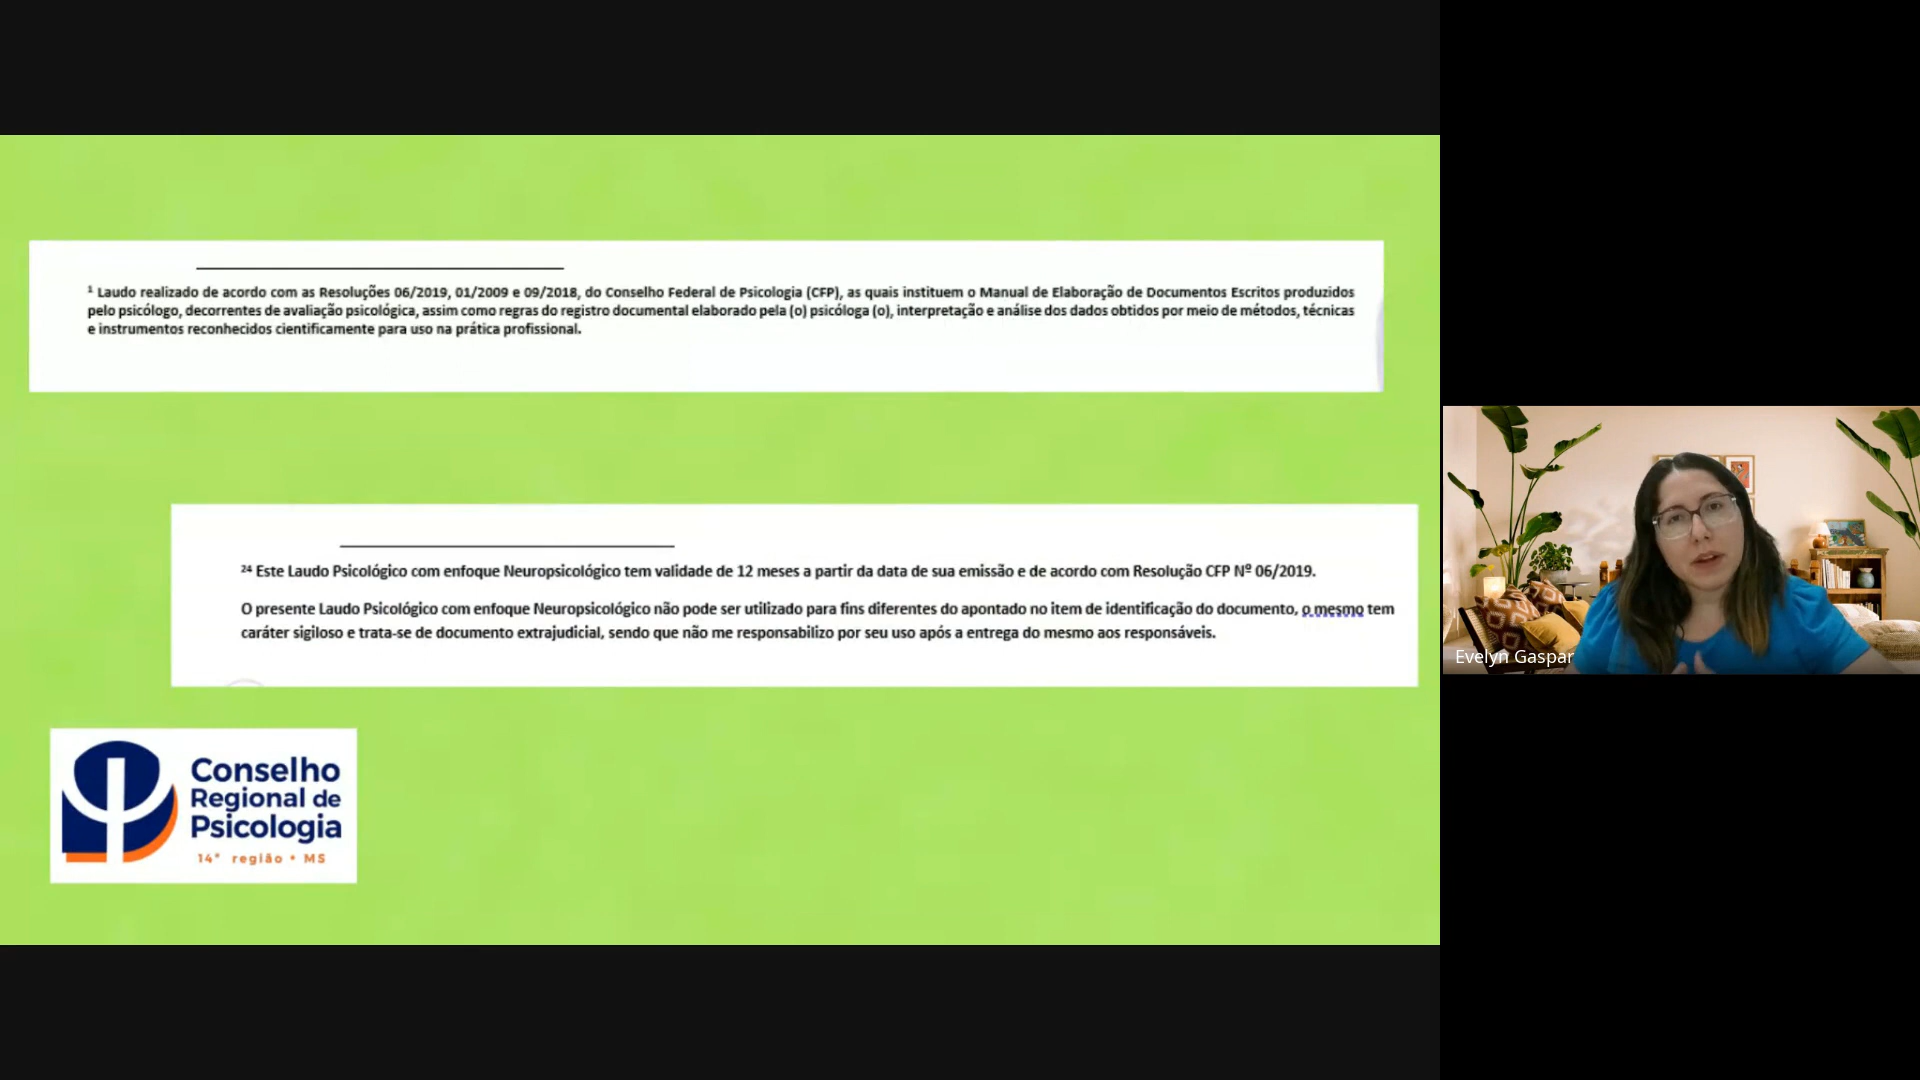 ¹ Laudo realizado de acordo com as Resoluções 06/2019, 01/2009 e 09/2018, do Conselho Federal de Psicologia (CFP), as quais instituem o Manual de Elaboração de Documentos Escritos produzidos
pelo psicólogo, decorrentes de avaliação psicológica, assim como regras do registro documental elaborado pela (o) psicóloga (o), interpretação e análise dos dados obtidos por meio de métodos, técnicas
e instrumentos reconhecidos cientificamente para uso na prática profissional.
²⁴ Este Laudo Psicológico com enfoque Neuropsicológico tem validade de 12 meses a partir da data de sua emissão e de acordo com Resolução CFP Nº 06/2019.
O presente Laudo Psicológico com enfoque Neuropsicológico não pode ser utilizado para fins diferentes do apontado no item de identificação do documento, o mesmo tem
caráter sigiloso e trata-se de documento extrajudicial, sendo que não me responsabilizo por seu uso após a entrega do mesmo aos responsáveis.
Conselho
Regional de
Psicologia
14ª região • MS
Evelyn Gaspar